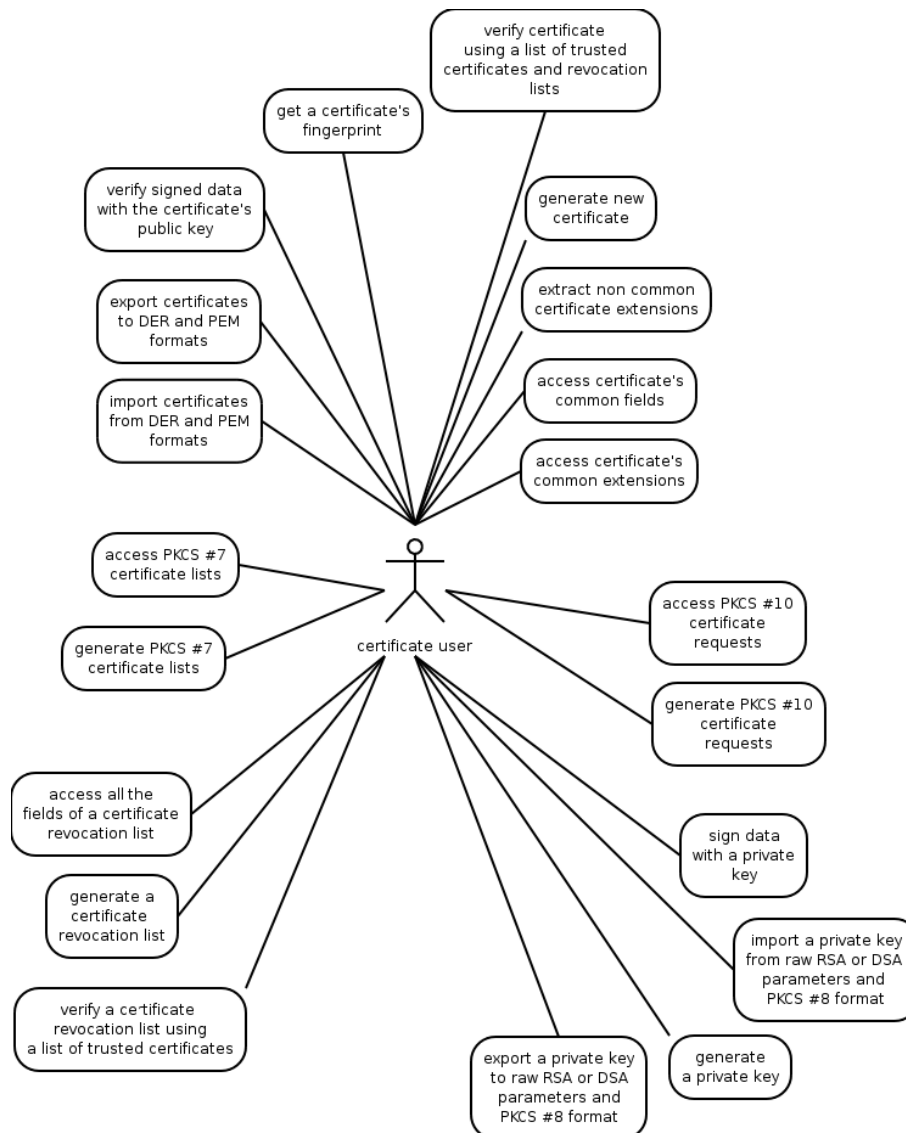 verify certificate
using a list of trusted
certificates and revocation
lists
get a certificate's
fingerprint
verify signed data
with the certificate's
public key
generate new
certificate
export certificates
to DER and PEM
formats
extract non common
certificate extensions
import certificates
from DER and PEM
formats
access certificate's
common fields
access certificate's
common extensions
access PKCS #7
certificate lists
access PKCS #10
certificate
requests
generate PKCS #7
certificate lists
certificate user
generate PKCS #10
certificate
requests
access all the
fields of a certificate
revocation list
sign data
with a private
key
generate a
certificate
revocation list
import a private key
from raw RSA or DSA
parameters and
PKCS #8 format
verify a certificate
revocation list using
a list of trusted certificates
export a private key
to raw RSA or DSA
parameters and
PKCS #8 format
generate
a private key